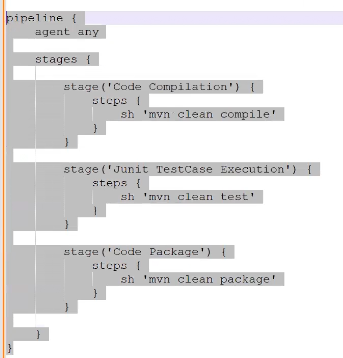 pipeline {
    agent any

    stages {

        stage('Code Compilation') {
            steps {
                sh 'mvn clean compile'
            }
        }

        stage('Junit TestCase Execution') {
            steps {
                sh 'mvn clean test'
            }
        }

        stage('Code Package') {
            steps {
                sh 'mvn clean package'
            }
        }

    }
}